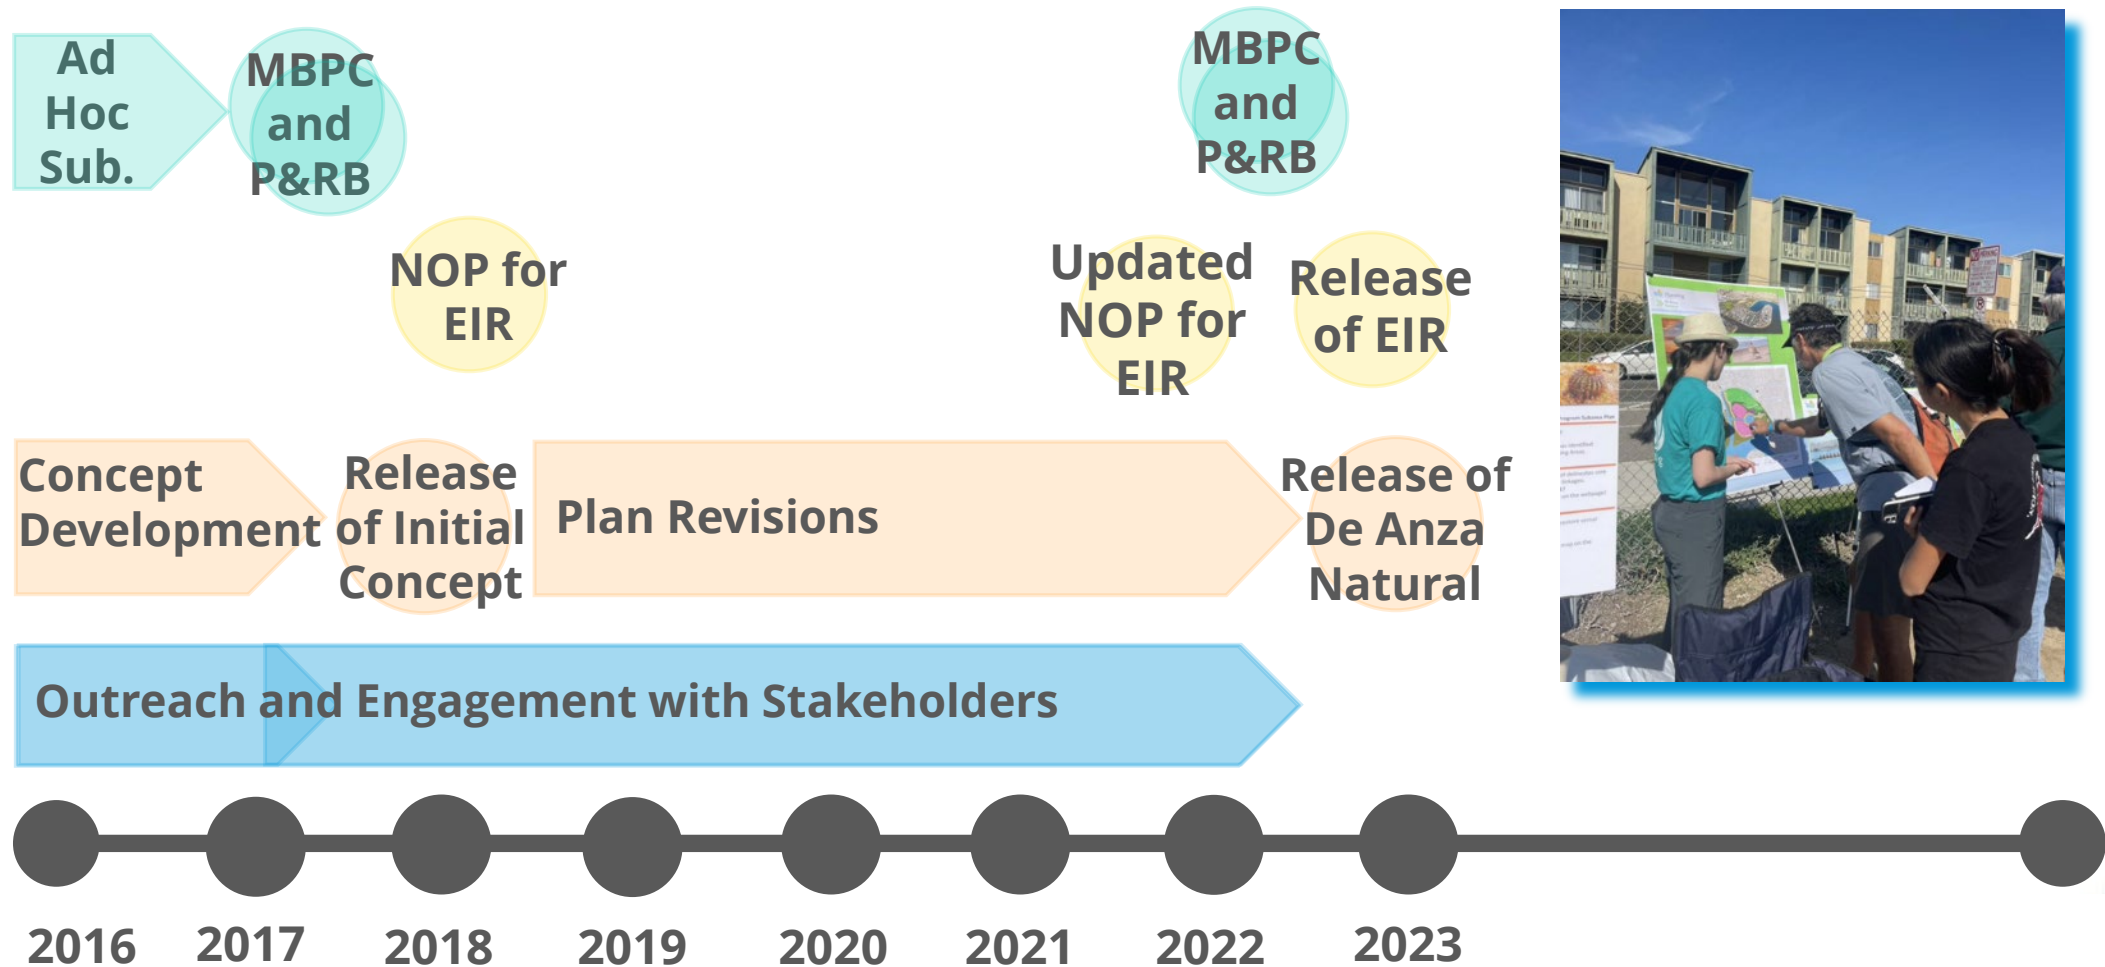 Ad
Hoc
Sub.
MBPC
and
P&RB
MBPC
and
P&RB
NOP for
EIR
Updated
NOP for
EIR
Release
of EIR
Concept
Development
Release
of Initial
Concept
Plan Revisions
Release of
De Anza
Natural
Outreach and Engagement with Stakeholders
2016
2017
2018
2019
2020
2021
2022
2023